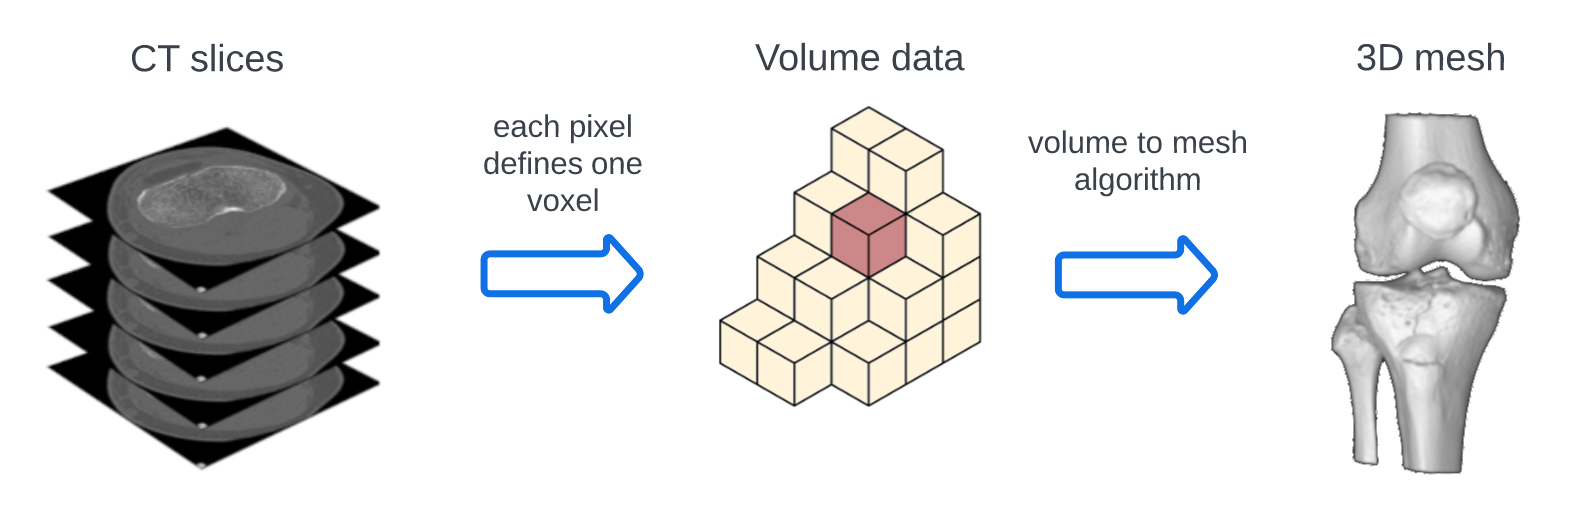 CT slices
each pixel
defines one
voxel
Volume data
volume to mesh
algorithm
3D mesh